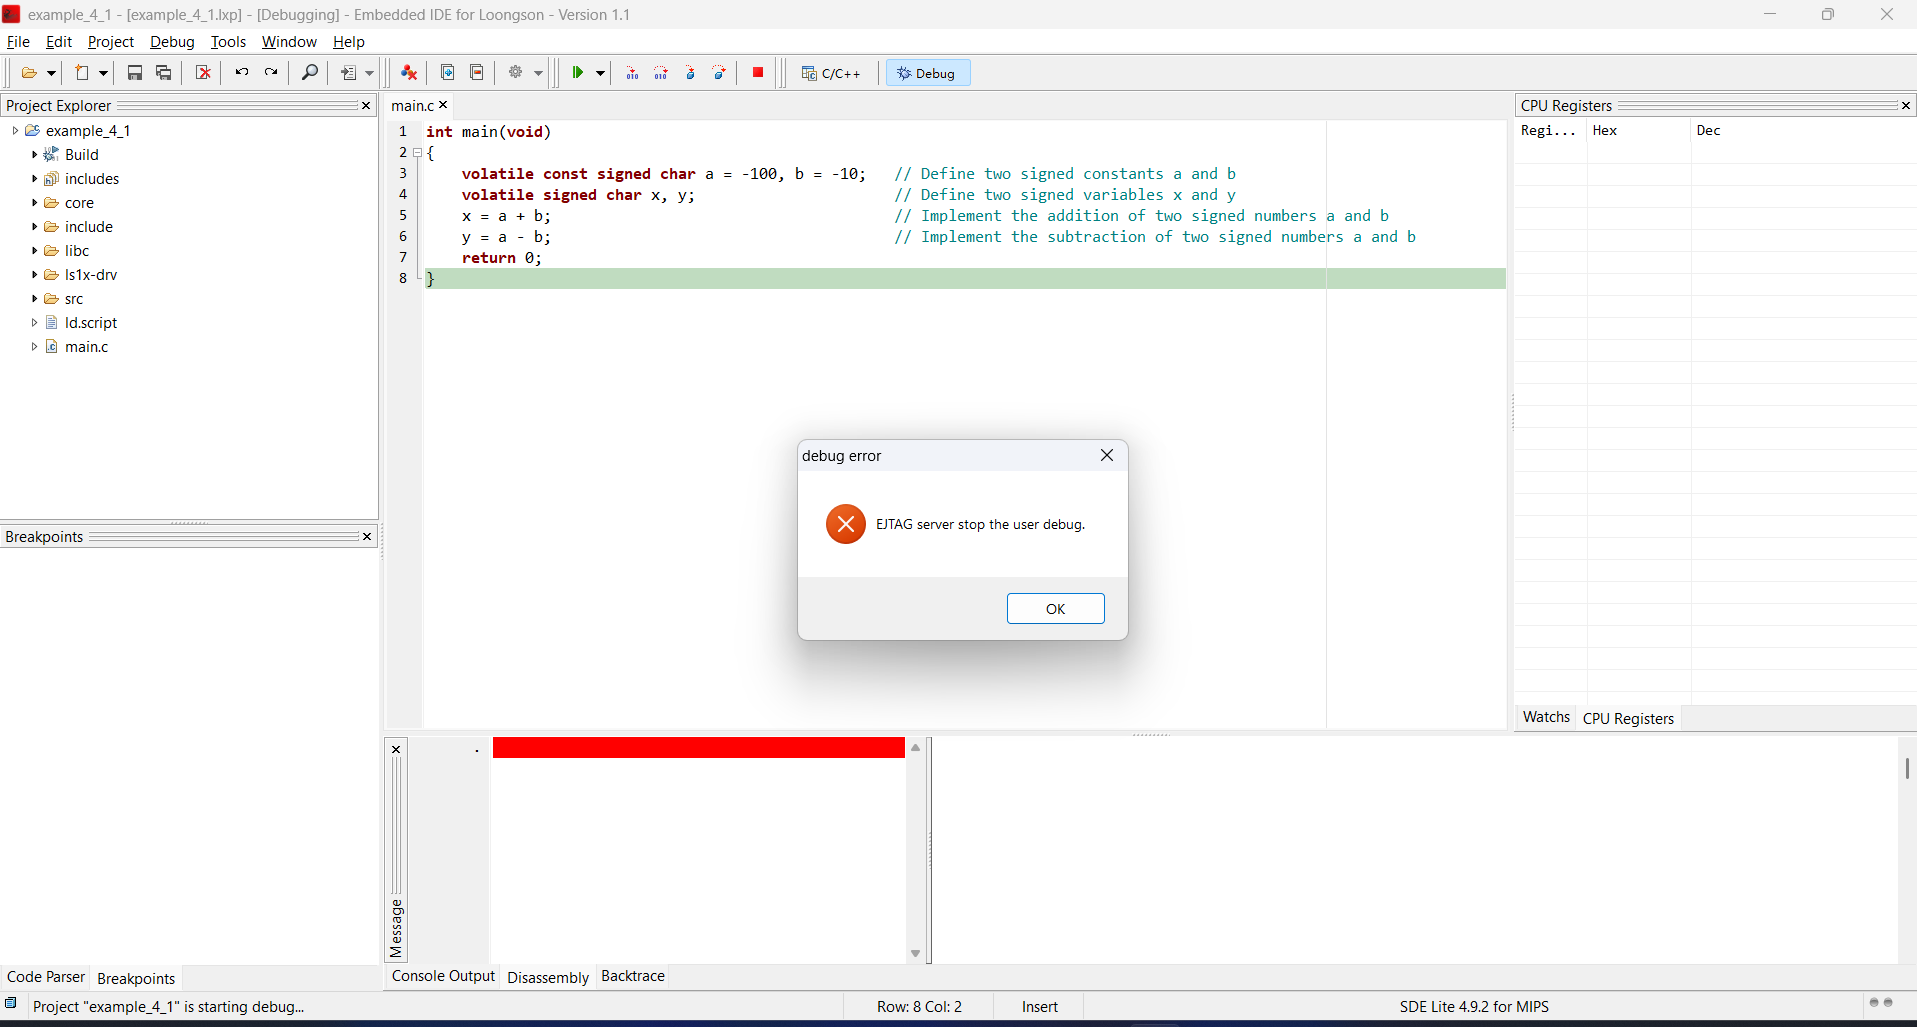 example_4_1 - [example_4_1.lxp] - [Debugging] - Embedded IDE for Loongson - Version 1.1
File Edit Project Debug Tools Window Help
C/C++ Debug
Project Explorer
example_4_1
Build
includes
core
include
libc
ls1x-drv
src
ld.script
main.c
Breakpoints
Code Parser Breakpoints
main.c
1 int main(void)
2 {
3 volatile const signed char a = -100, b = -10; // Define two signed constants a and b
4 volatile signed char x, y; // Define two signed variables x and y
5 x = a + b; // Implement the addition of two signed numbers a and b
6 y = a - b; // Implement the subtraction of two signed numbers a and b
7 return 0;
8 }
debug error
EJTAG server stop the user debug.
OK
CPU Registers
Regi... Hex Dec
Watchs CPU Registers
Message
.
Console Output Disassembly Backtrace
Project "example_4_1" is starting debug... Row: 8 Col: 2 Insert SDE Lite 4.9.2 for MIPS